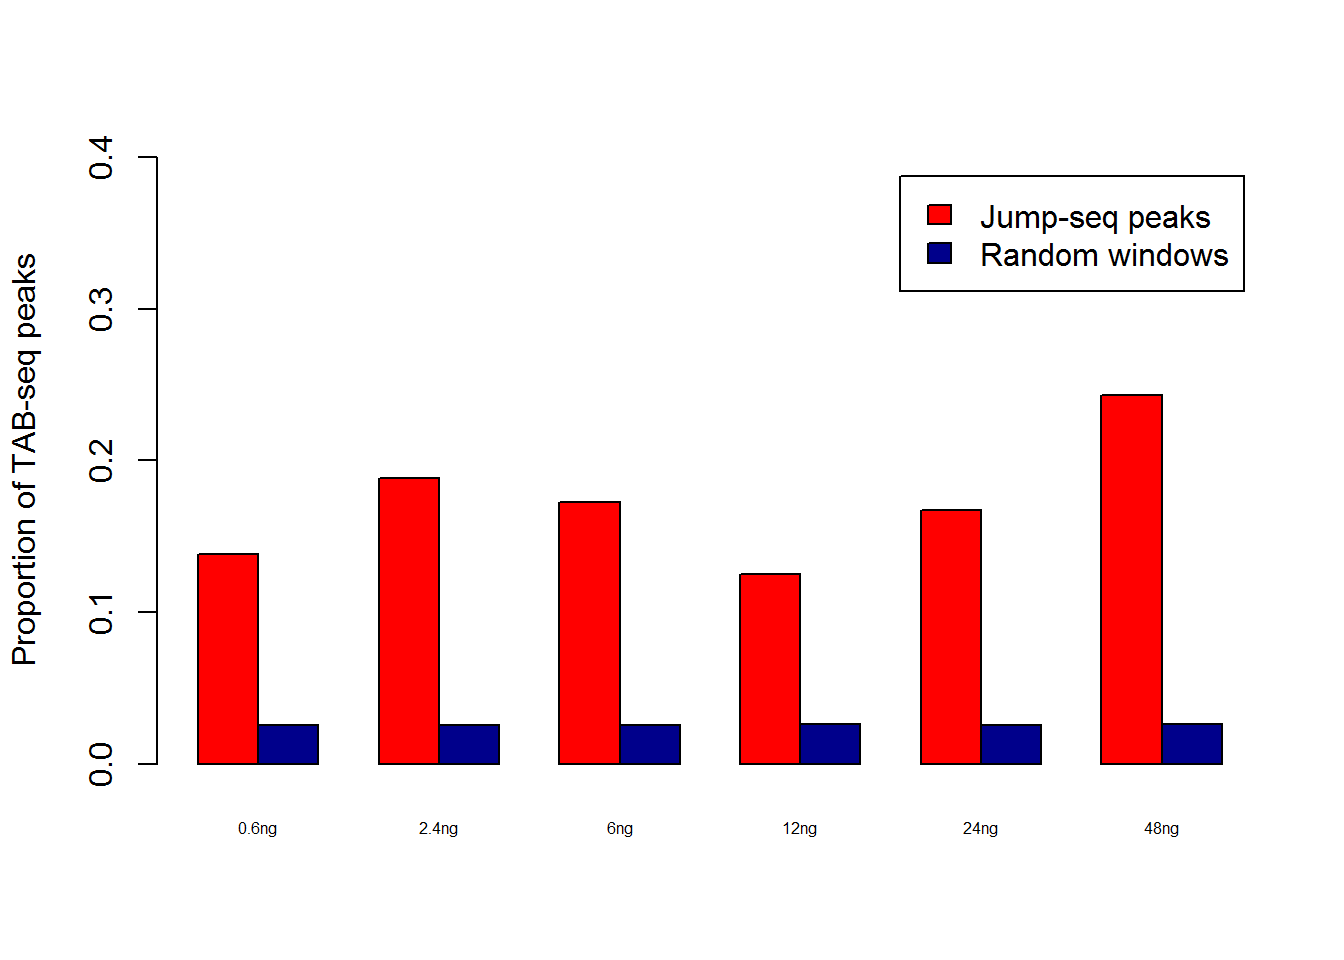 Proportion of TAB-seq peaks
0.4
0.3
0.2
0.1
0.0
Jump-seq peaks
Random windows
0.6ng 2.4ng 6ng 12ng 24ng 48ng